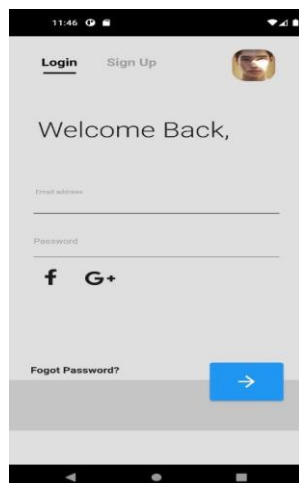 11:46
Login Sign Up
Welcome Back,
Email address
Password
f G+
Fogot Password?